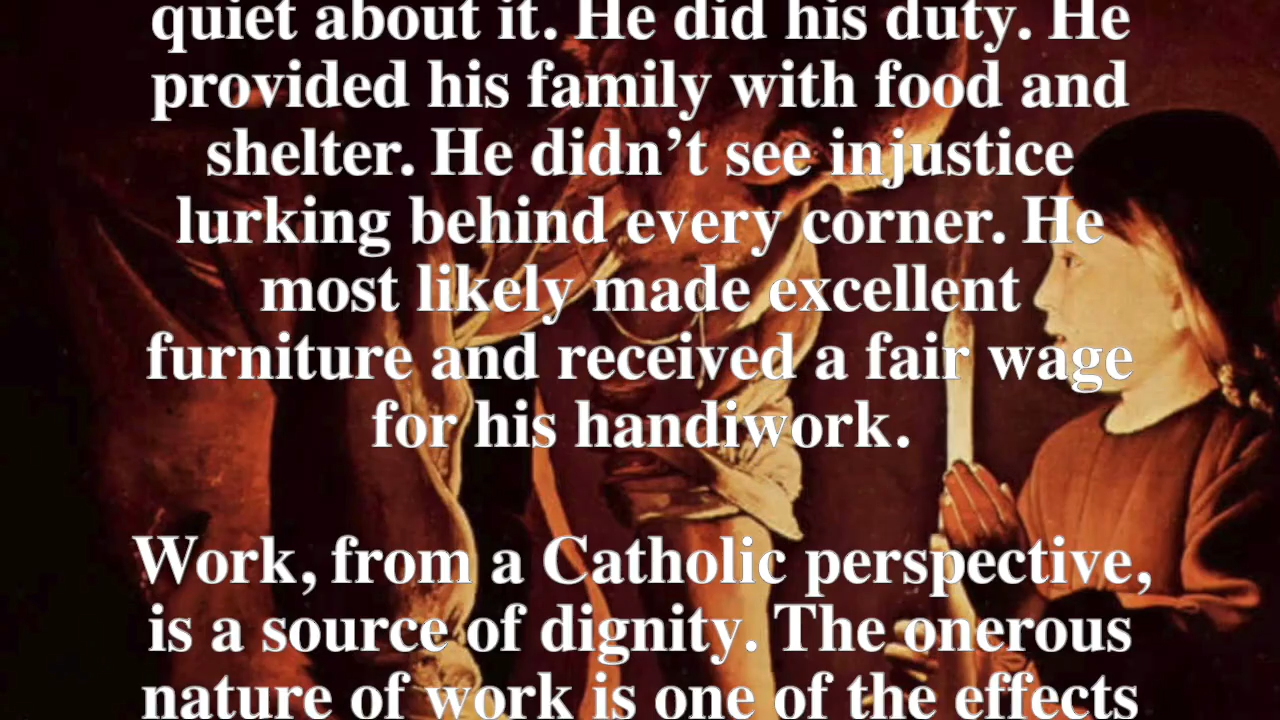 quiet about it. He did his duty. He
provided his family with food and
shelter. He didn’t see injustice
lurking behind every corner. He
most likely made excellent
furniture and received a fair wage
for his handiwork.
Work, from a Catholic perspective,
is a source of dignity. The onerous
nature of work is one of the effects